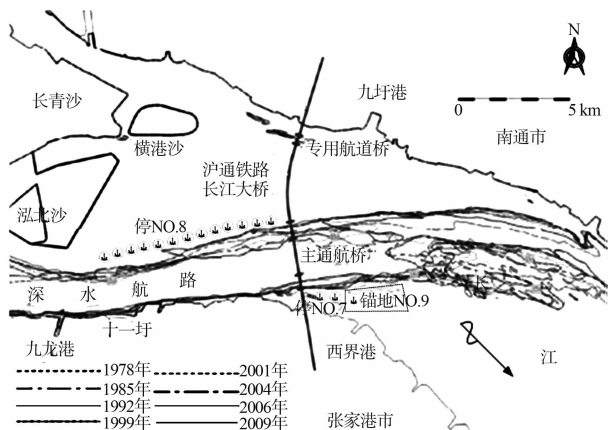 N
0 5 km
九圩港
南通市
长青沙
横港沙
专用航道桥
沪通铁路
长江大桥
泓北沙
停NO.8
主通航桥
长
深水航路
停NO.7
锚地NO.9
十一圩
九龙港
西界港
江
张家港市
1978年
1985年
1992年
1999年
2001年
2004年
2006年
2009年